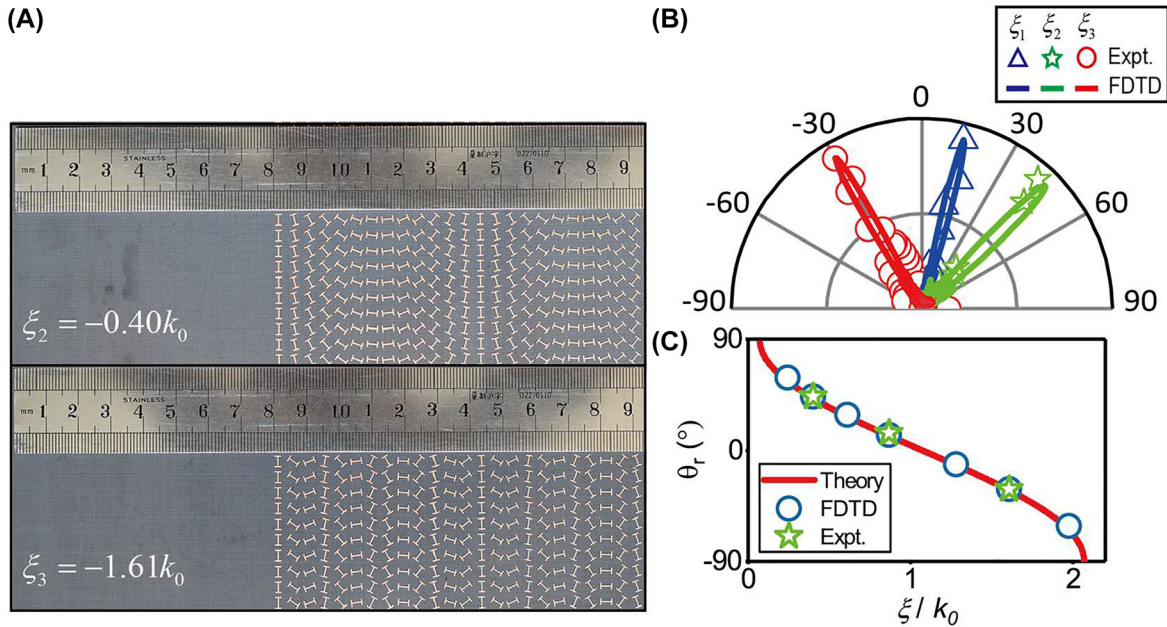 (A)
mm 1 2 3 4 5 6 7 8 9 10 1 2 3 4 5 6 7 8 9
STAINLESS
0227011D
ξ₂ = −0.40k₀
mm 1 2 3 4 5 6 7 8 9 10 1 2 3 4 5 6 7 8 9
STAINLESS
0227011D
ξ₃ = −1.61k₀
(B)
ξ₁ ξ₂ ξ₃
Expt.
FDTD
0
-30 30
-60 60
-90 90
(C)
90
0
-90
θr (°)
Theory
FDTD
Expt.
0 1 2
ξ / k₀